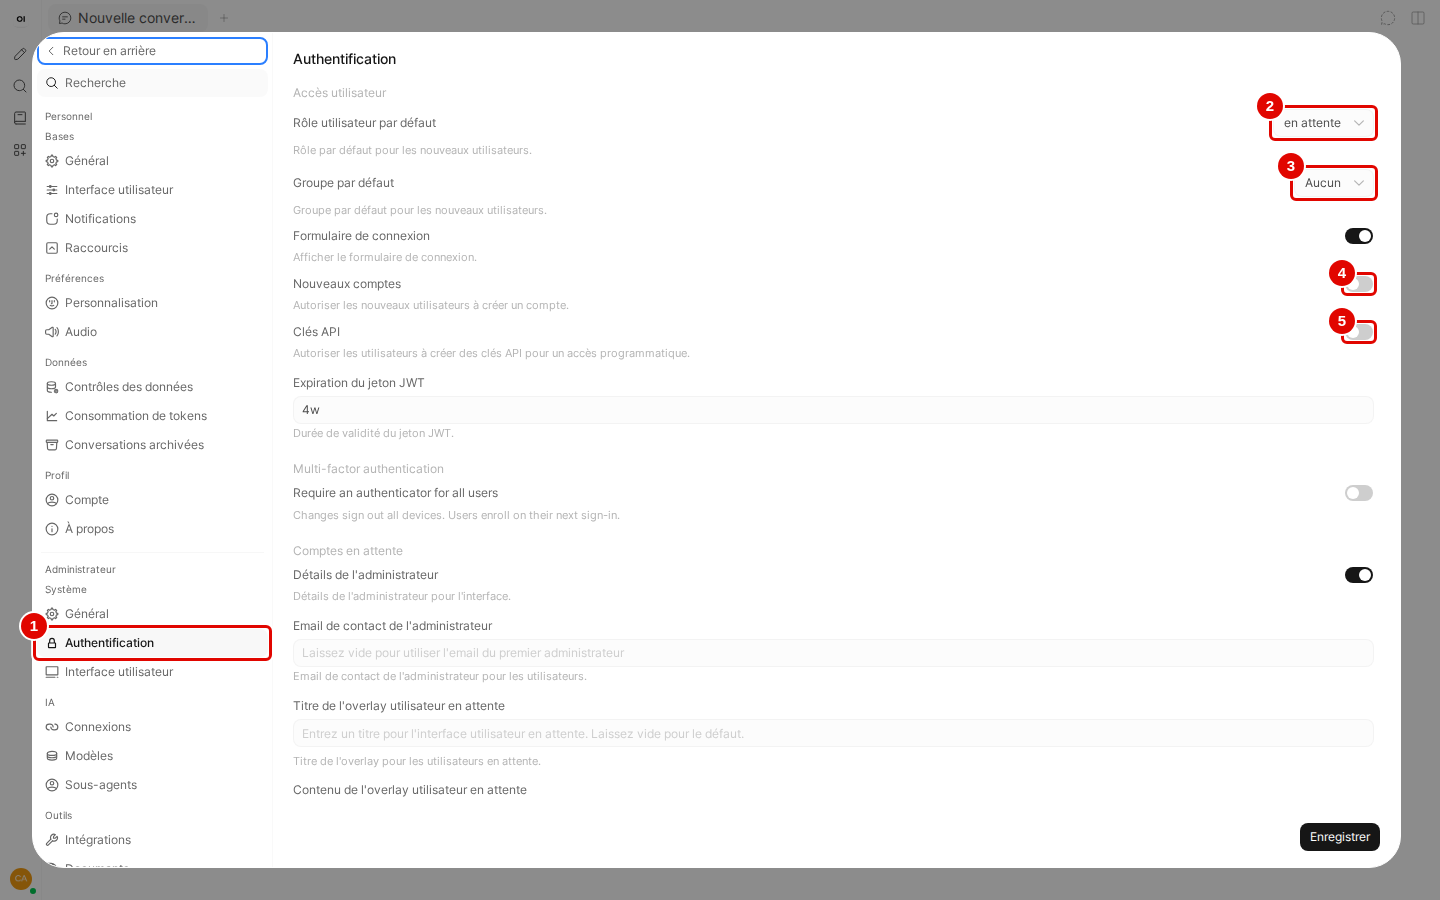 OI
Nouvelle conver...
Retour en arrière
Recherche
Personnel
Bases
Général
Interface utilisateur
Notifications
Raccourcis
Préférences
Personnalisation
Audio
Données
Contrôles des données
Consommation de tokens
Conversations archivées
Profil
Compte
À propos
Administrateur
Système
Général
1
Authentification
Interface utilisateur
IA
Connexions
Modèles
Sous-agents
Outils
Intégrations
Documents
CA
Authentification
Accès utilisateur
Rôle utilisateur par défaut
2
en attente
Rôle par défaut pour les nouveaux utilisateurs.
Groupe par défaut
3
Aucun
Groupe par défaut pour les nouveaux utilisateurs.
Formulaire de connexion
Afficher le formulaire de connexion.
Nouveaux comptes
4
Autoriser les nouveaux utilisateurs à créer un compte.
Clés API
5
Autoriser les utilisateurs à créer des clés API pour un accès programmatique.
Expiration du jeton JWT
4w
Durée de validité du jeton JWT.
Multi-factor authentication
Require an authenticator for all users
Changes sign out all devices. Users enroll on their next sign-in.
Comptes en attente
Détails de l'administrateur
Détails de l'administrateur pour l'interface.
Email de contact de l'administrateur
Laissez vide pour utiliser l'email du premier administrateur
Email de contact de l'administrateur pour les utilisateurs.
Titre de l'overlay utilisateur en attente
Entrez un titre pour l'interface utilisateur en attente. Laissez vide pour le défaut.
Titre de l'overlay pour les utilisateurs en attente.
Contenu de l'overlay utilisateur en attente
Enregistrer